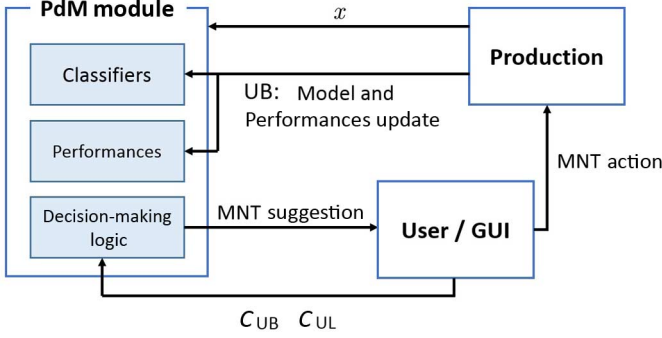 PdM module
x
Production
Classifiers
UB: Model and
Performances update
Performances
MNT action
Decision-making
logic
MNT suggestion
User / GUI
C UB C UL